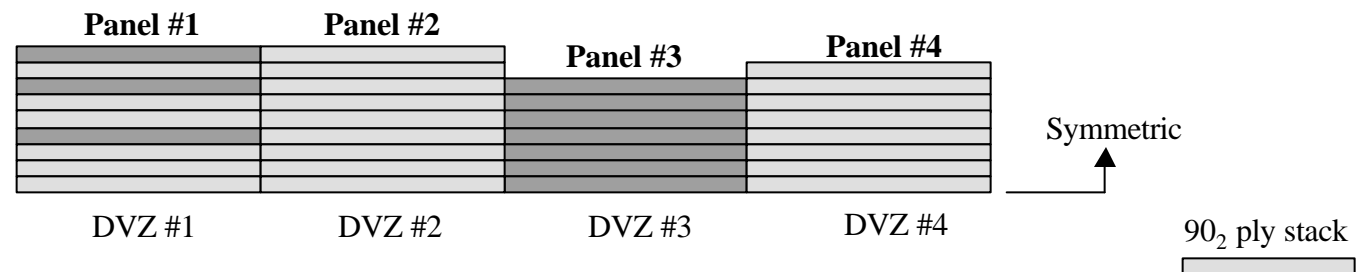 Panel #1
Panel #2
Panel #3
Panel #4
Symmetric
DVZ #1
DVZ #2
DVZ #3
DVZ #4
90₂ ply stack